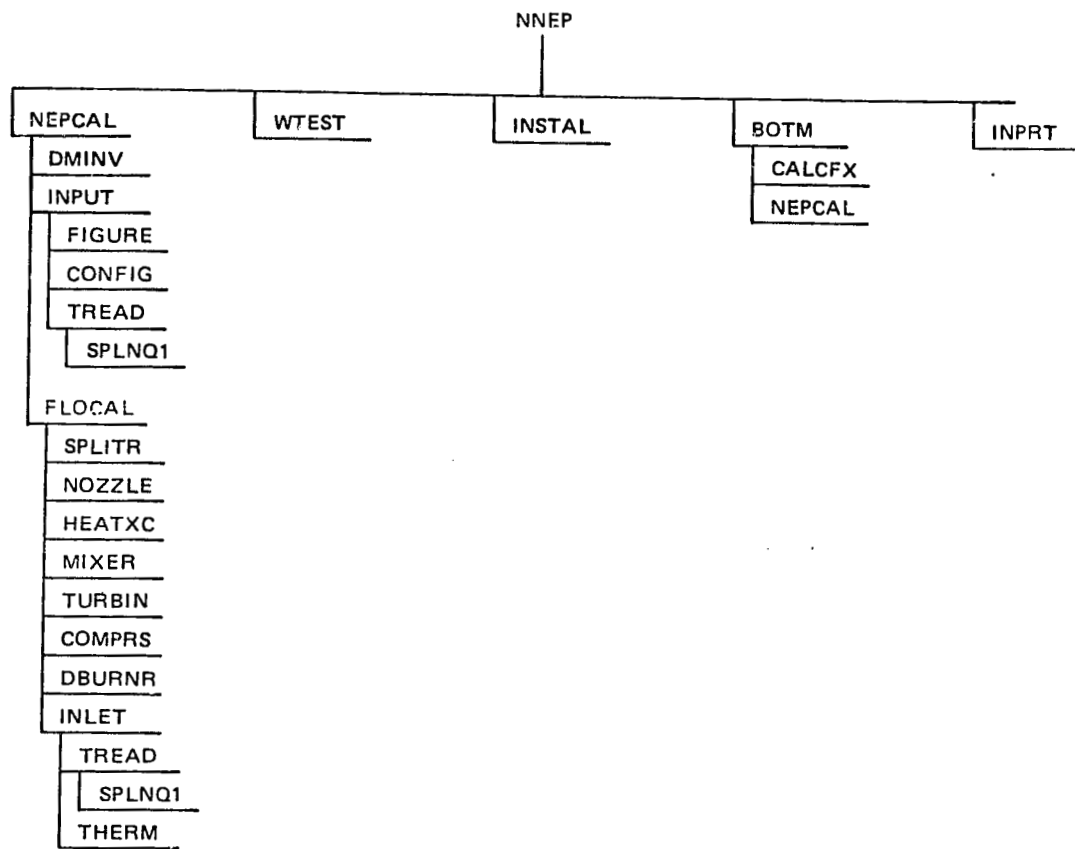 NNEP
NEPCAL
WTEST
INSTAL
BOTM
INPRT
DMINV
INPUT
FIGURE
CONFIG
TREAD
SPLNQ1
FLOCAL
SPLITR
NOZZLE
HEATXC
MIXER
TURBIN
COMPRS
DBURNR
INLET
TREAD
SPLNQ1
THERM
CALCFX
NEPCAL